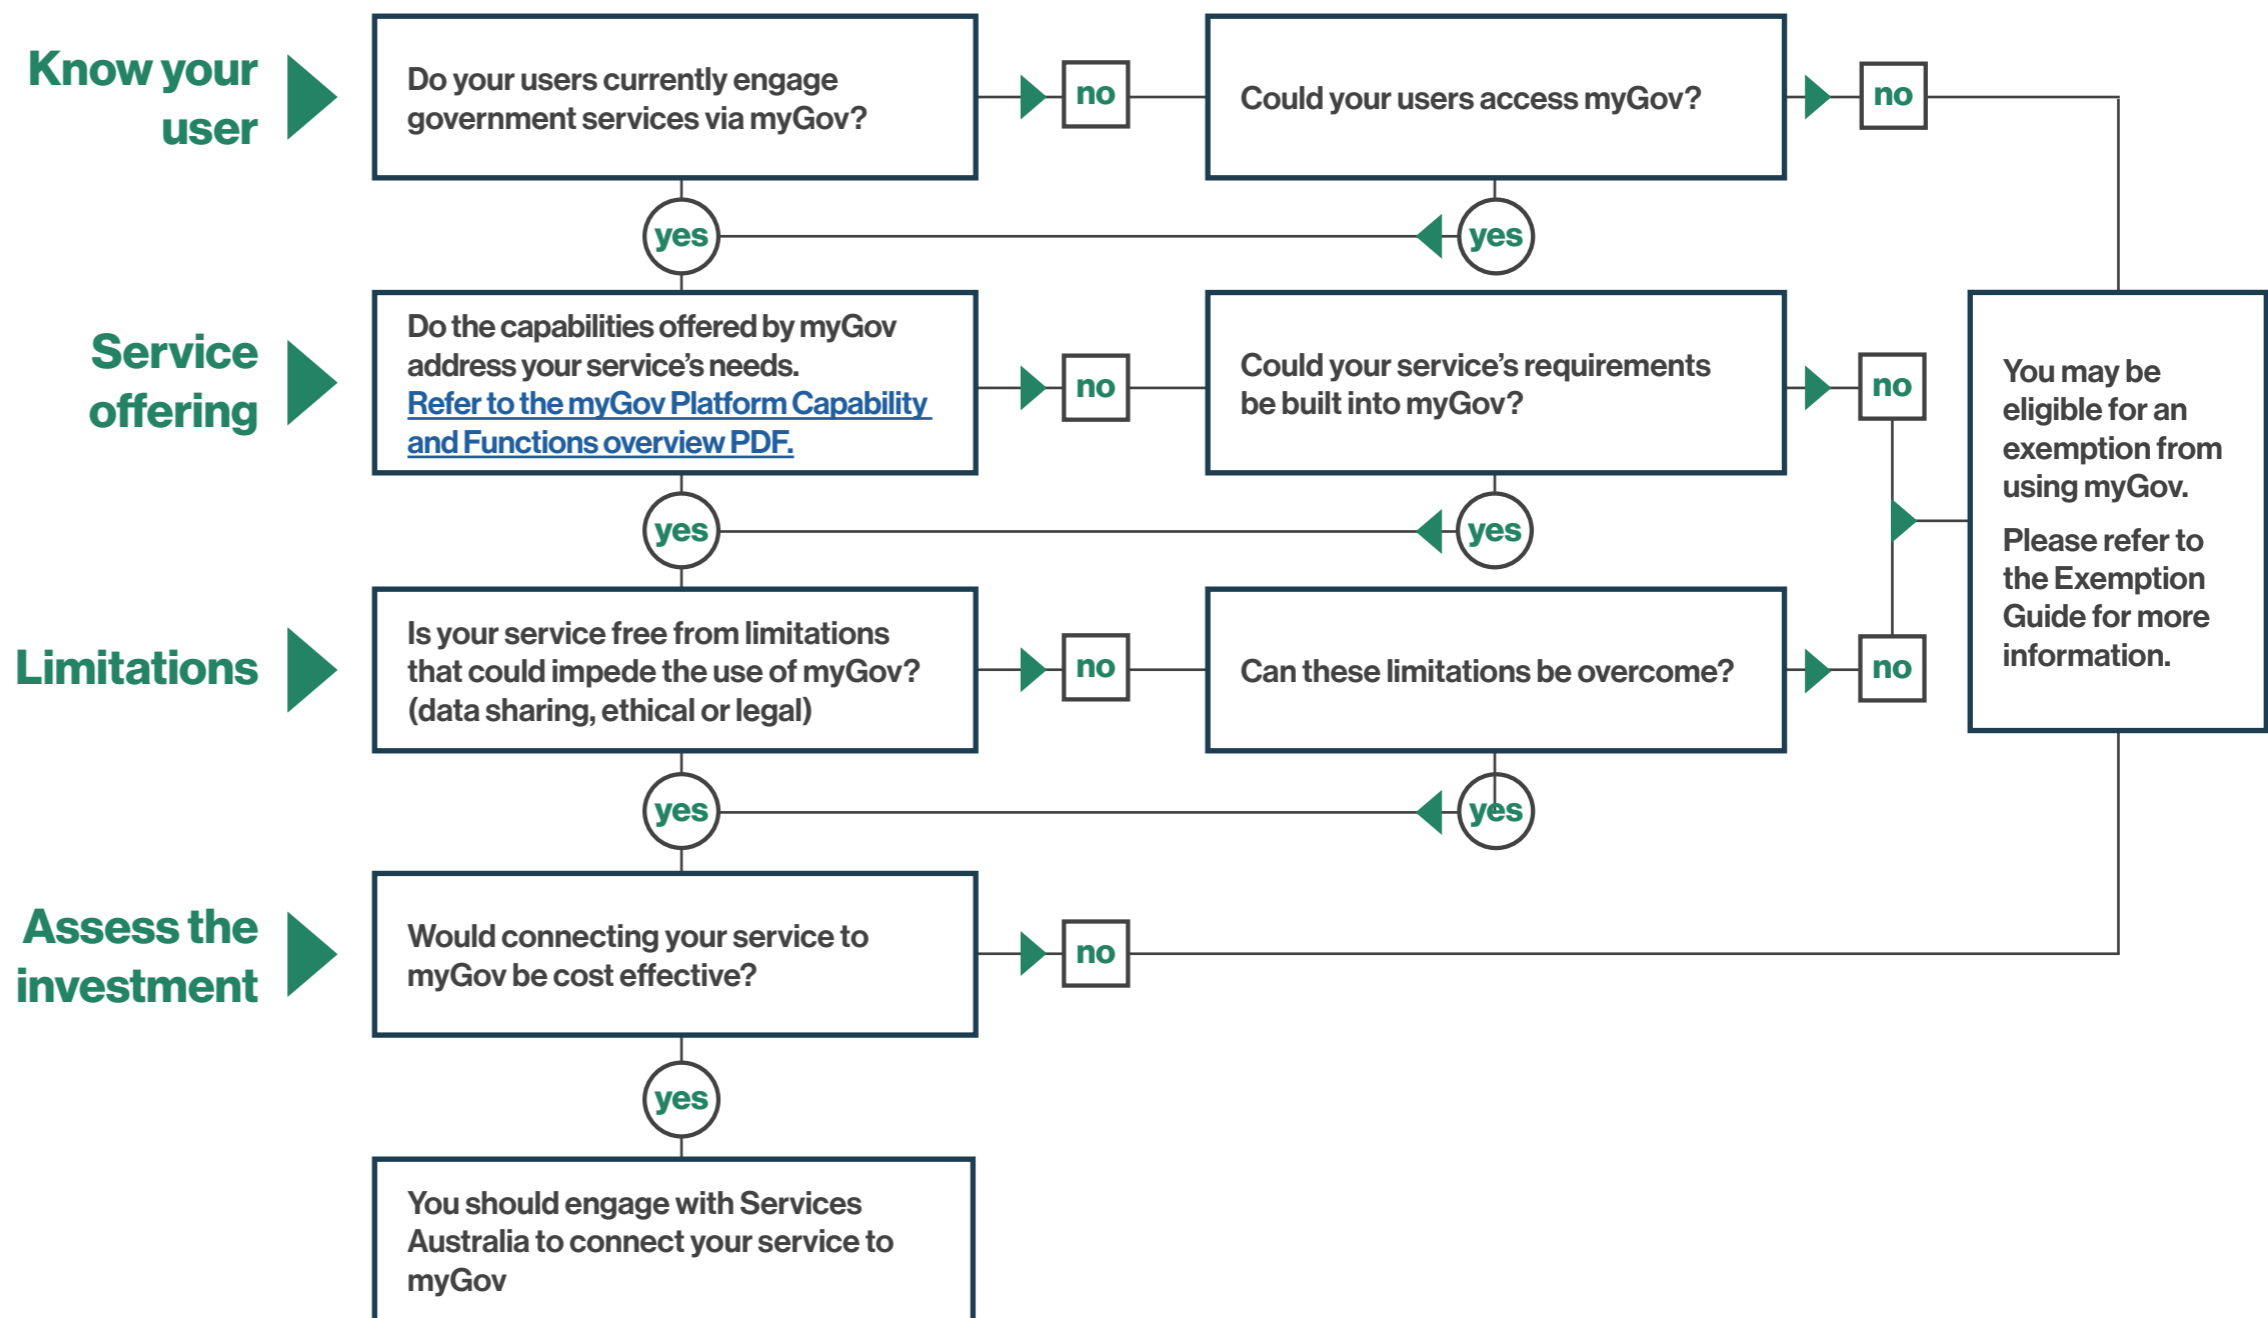 Know your
user
Do your users currently engage
government services via myGov?
no
Could your users access myGov?
no
yes
yes
Service
offering
Do the capabilities offered by myGov
address your service’s needs.
Refer to the myGov Platform Capability
and Functions overview PDF.
no
Could your service’s requirements
be built into myGov?
no
You may be
eligible for an
exemption from
using myGov.
Please refer to
the Exemption
Guide for more
information.
yes
yes
Limitations
Is your service free from limitations
that could impede the use of myGov?
(data sharing, ethical or legal)
no
Can these limitations be overcome?
no
yes
yes
Assess the
investment
Would connecting your service to
myGov be cost effective?
no
yes
You should engage with Services
Australia to connect your service to
myGov